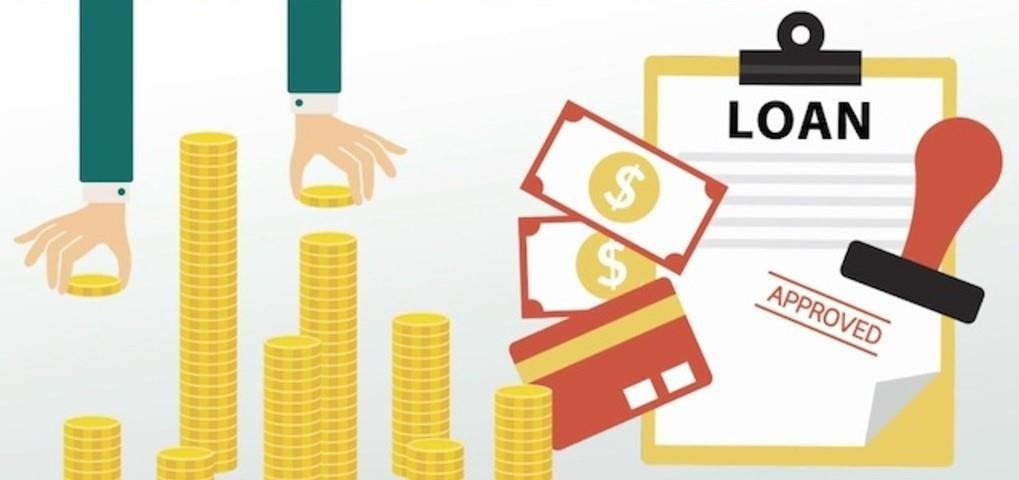 LOAN
$
$
APPROVED